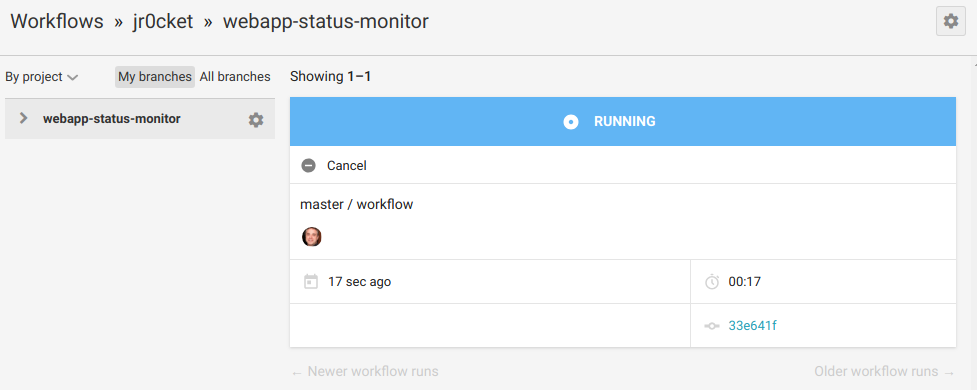 Workflows » jr0cket » webapp-status-monitor
By project My branches All branches Showing 1–1
webapp-status-monitor
RUNNING
Cancel
master / workflow
17 sec ago 00:17
33e641f
← Newer workflow runs Older workflow runs →